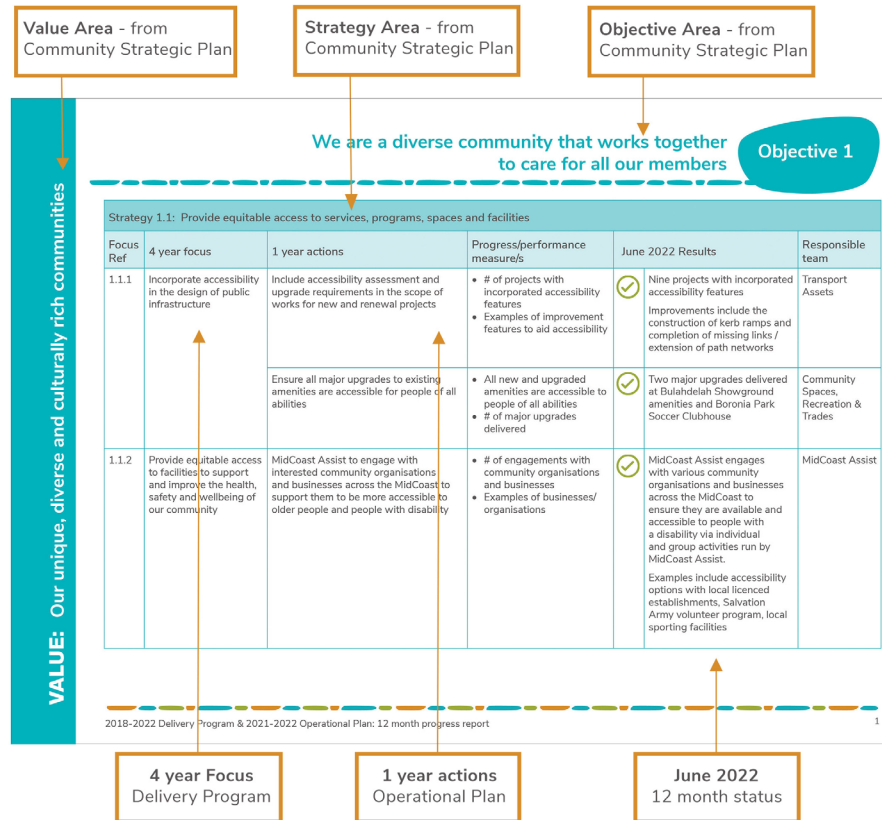 Value Area - from
Community Strategic Plan
Strategy Area - from
Community Strategic Plan
Objective Area - from
Community Strategic Plan
We are a diverse community that works together
to care for all our members
Objective 1
VALUE: Our unique, diverse and culturally rich communities
Strategy 1.1: Provide equitable access to services, programs, spaces and facilities
Focus
Ref
4 year focus
1 year actions
Progress/performance
measure/s
June 2022 Results
Responsible
team
1.1.1
Incorporate accessibility
in the design of public
infrastructure
Include accessibility assessment and
upgrade requirements in the scope of
works for new and renewal projects
• # of projects with
incorporated accessibility
features
• Examples of improvement
features to aid accessibility
Nine projects with incorporated
accessibility features
Improvements include the
construction of kerb ramps and
completion of missing links /
extension of path networks
Transport
Assets
Ensure all major upgrades to existing
amenities are accessible for people of all
abilities
• All new and upgraded
amenities are accessible to
people of all abilities
• # of major upgrades
delivered
Two major upgrades delivered
at Bulahdelah Showground
amenities and Boronia Park
Soccer Clubhouse
Community
Spaces,
Recreation &
Trades
1.1.2
Provide equitable access
to facilities to support
and improve the health,
safety and wellbeing of
our community
MidCoast Assist to engage with
interested community organisations
and businesses across the MidCoast to
support them to be more accessible to
older people and people with disability
• # of engagements with
community organisations
and businesses
• Examples of businesses/
organisations
MidCoast Assist engages
with various community
organisations and businesses
across the MidCoast to
ensure they are available and
accessible to people with
a disability via individual
and group activities run by
MidCoast Assist.
Examples include accessibility
options with local licenced
establishments, Salvation
Army volunteer program, local
sporting facilities
MidCoast Assist
2018-2022 Delivery Program & 2021-2022 Operational Plan: 12 month progress report
1
4 year Focus
Delivery Program
1 year actions
Operational Plan
June 2022
12 month status